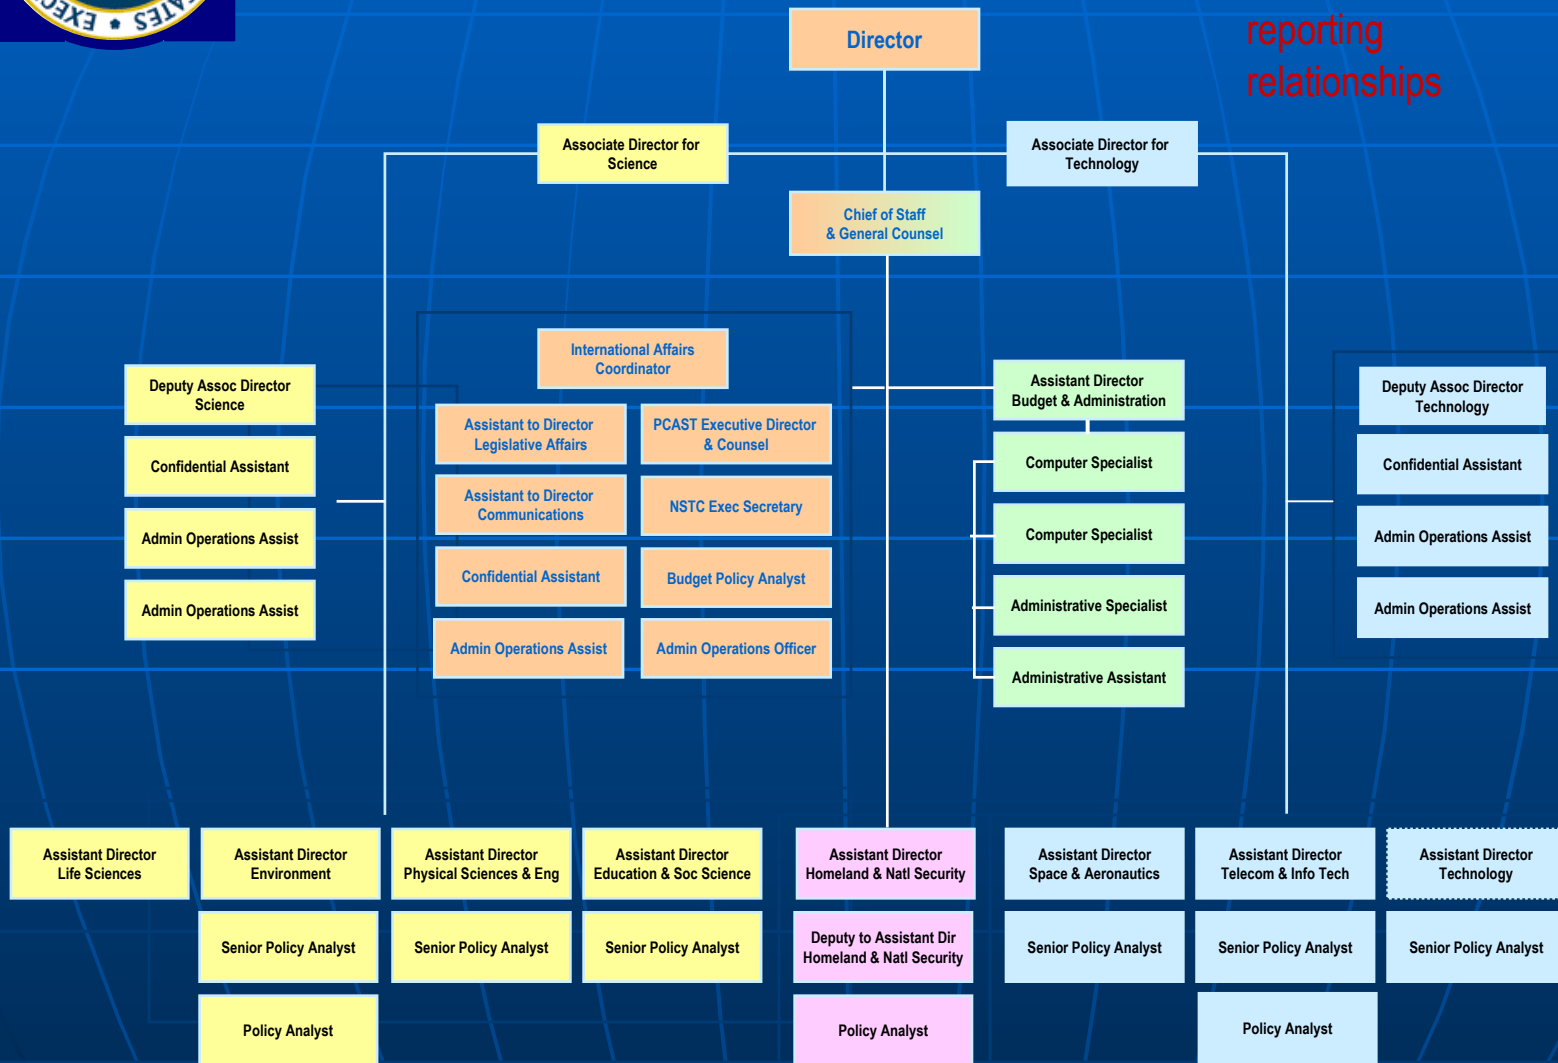 EXEC
ATES
reporting
relationships
Director
Associate Director for
Science
Associate Director for
Technology
Chief of Staff
& General Counsel
International Affairs
Coordinator
Deputy Assoc Director
Science
Confidential Assistant
Admin Operations Assist
Admin Operations Assist
Assistant to Director
Legislative Affairs
PCAST Executive Director
& Counsel
Assistant to Director
Communications
NSTC Exec Secretary
Confidential Assistant
Budget Policy Analyst
Admin Operations Assist
Admin Operations Officer
Assistant Director
Budget & Administration
Computer Specialist
Computer Specialist
Administrative Specialist
Administrative Assistant
Deputy Assoc Director
Technology
Confidential Assistant
Admin Operations Assist
Admin Operations Assist
Assistant Director
Life Sciences
Assistant Director
Environment
Assistant Director
Physical Sciences & Eng
Assistant Director
Education & Soc Science
Assistant Director
Homeland & Natl Security
Assistant Director
Space & Aeronautics
Assistant Director
Telecom & Info Tech
Assistant Director
Technology
Senior Policy Analyst
Senior Policy Analyst
Senior Policy Analyst
Deputy to Assistant Dir
Homeland & Natl Security
Senior Policy Analyst
Senior Policy Analyst
Senior Policy Analyst
Policy Analyst
Policy Analyst
Policy Analyst